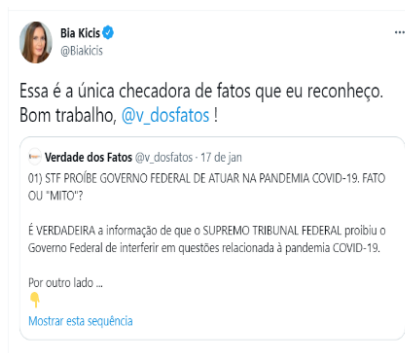 Bia Kicis
@Biakicis
Essa é a única checadora de fatos que eu reconheço.
Bom trabalho, @v_dosfatos !
Verdade dos Fatos @v_dosfatos · 17 de jan
01) STF PROÍBE GOVERNO FEDERAL DE ATUAR NA PANDEMIA COVID-19. FATO
OU "MITO"?
É VERDADEIRA a informação de que o SUPREMO TRIBUNAL FEDERAL proibiu o
Governo Federal de interferir em questões relacionada à pandemia COVID-19.
Por outro lado ...
👇
Mostrar esta sequência